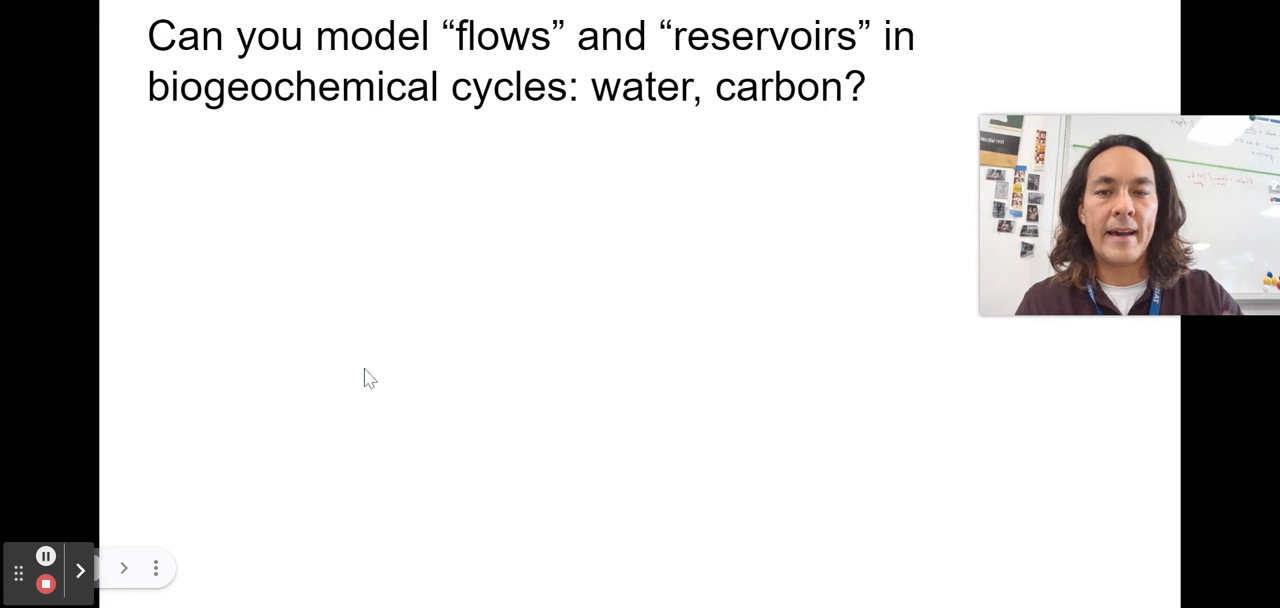 Can you model “flows” and “reservoirs” in
biogeochemical cycles: water, carbon?